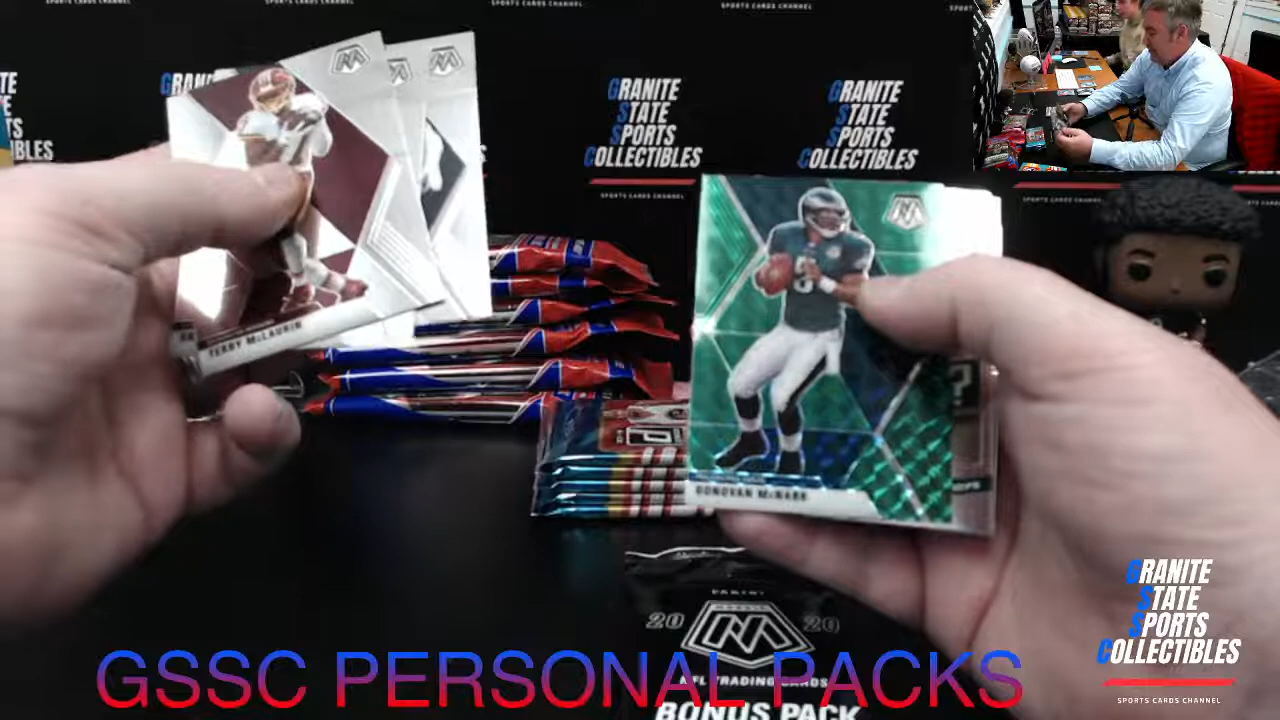 SPORTS CARDS CHANNEL
SPORTS CARDS CHANNEL
SPORTS CARDS CHANNEL
SPORTS CARDS CHANNEL
GRANITE
STATE
SPORTS
COLLECTIBLES
SPORTS CARDS CHANNEL
GRANITE
STATE
SPORTS
COLLECTIBLES
TERRY McLAURIN
DONOVAN McNABB
PANINI
MOSAIC
20 20
NFL TRADING CARDS
BONUS PACK
GSSC PERSONAL PACKS
GRANITE
STATE
SPORTS
COLLECTIBLES
SPORTS CARDS CHANNEL